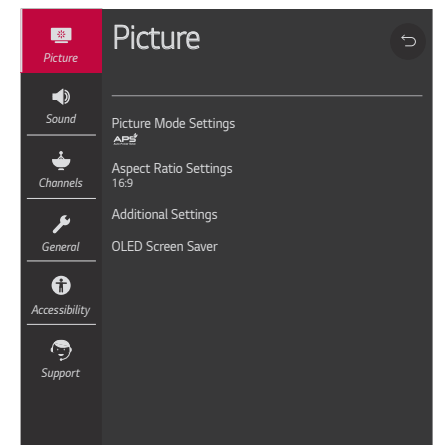 Picture
Picture
Sound
Channels
General
Accessibility
Support
Picture Mode Settings
APS
Aspect Ratio Settings
16:9
Additional Settings
OLED Screen Saver